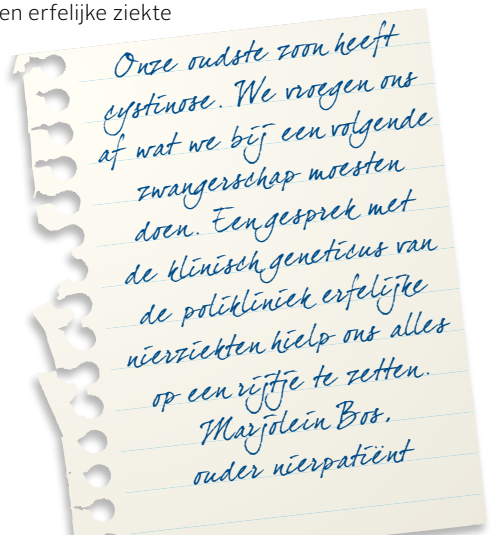 en erfelijke ziekte
Onze oudste zoon heeft
cystinose. We vroegen ons
af wat we bij een volgende
zwangerschap moesten
doen. Een gesprek met
de klinisch geneticus van
de polikliniek erfelijke
nierziekten hielp ons alles
op een rijtje te zetten.
Marjolein Bos,
ouder nierpatiënt